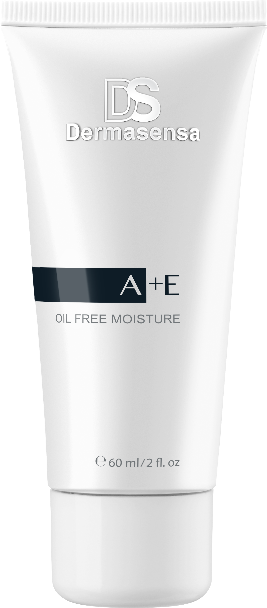 DS
Dermasensa
A+E
OIL FREE MOISTURE
℮ 60 ml/2 fl. oz